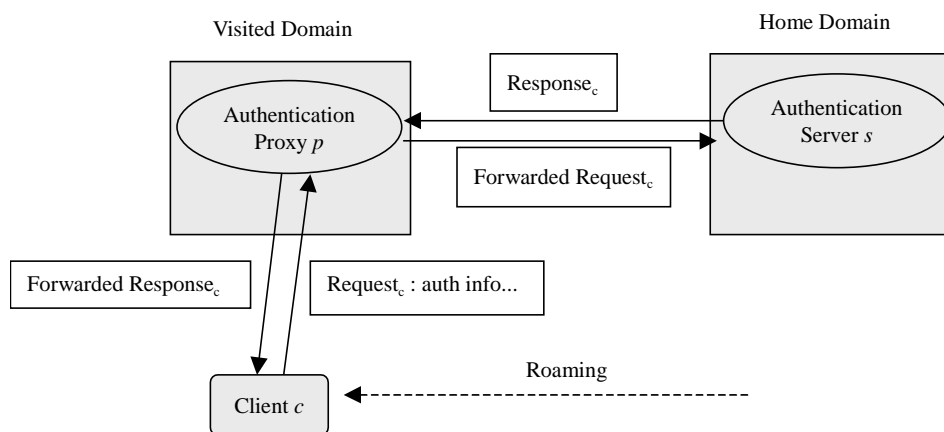 Visited Domain
Home Domain
Response_c
Authentication
Proxy p
Authentication
Server s
Forwarded Request_c
Forwarded Response_c
Request_c : auth info...
Roaming
Client c